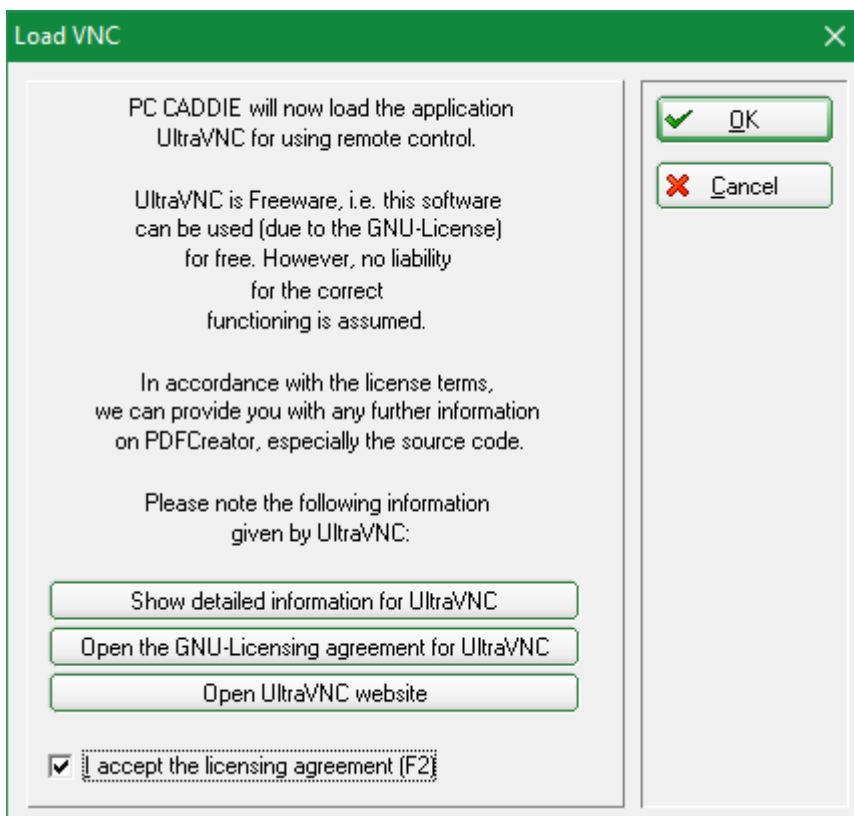 Load VNC
PC CADDIE will now load the application
UltraVNC for using remote control.
UltraVNC is Freeware, i.e. this software
can be used (due to the GNU-License)
for free. However, no liability
for the correct
functioning is assumed.
In accordance with the license terms,
we can provide you with any further information
on PDFCreator, especially the source code.
Please note the following information
given by UltraVNC:
Show detailed information for UltraVNC
Open the GNU-Licensing agreement for UltraVNC
Open UltraVNC website
I accept the licensing agreement (F2)
OK
Cancel